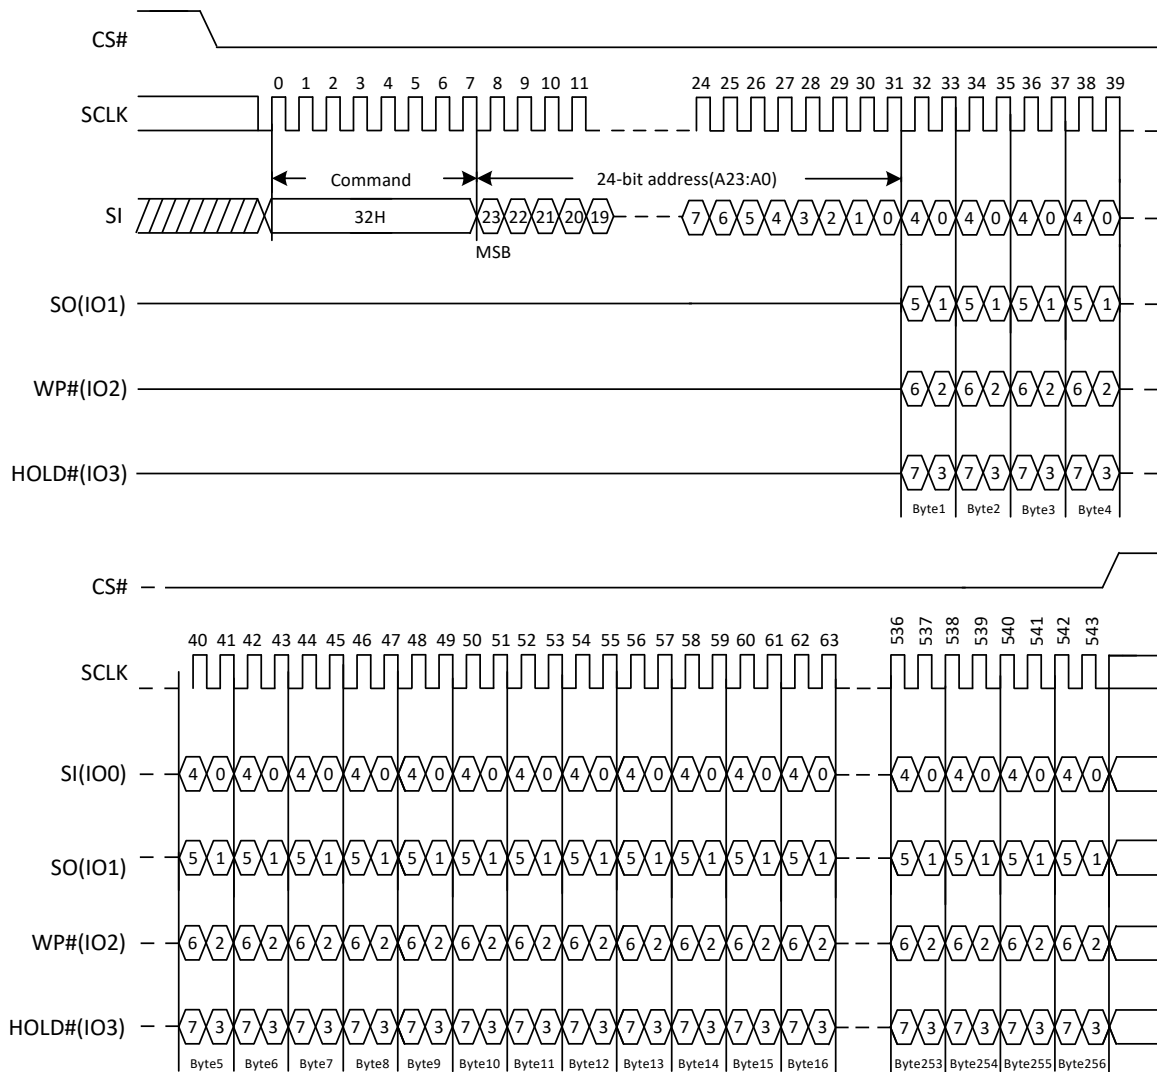 CS#
0 1 2 3 4 5 6 7 8 9 10 11 24 25 26 27 28 29 30 31 32 33 34 35 36 37 38 39
SCLK
Command 24-bit address(A23:A0)
SI 32H 23 22 21 20 19 7 6 5 4 3 2 1 0 4 0 4 0 4 0 4 0
MSB
SO(IO1) 5 1 5 1 5 1 5 1
WP#(IO2) 6 2 6 2 6 2 6 2
HOLD#(IO3) 7 3 7 3 7 3 7 3
Byte1 Byte2 Byte3 Byte4
CS#
40 41 42 43 44 45 46 47 48 49 50 51 52 53 54 55 56 57 58 59 60 61 62 63 536 537 538 539 540 541 542 543
SCLK
SI(IO0) 4 0 4 0 4 0 4 0 4 0 4 0 4 0 4 0 4 0 4 0 4 0 4 0 4 0 4 0 4 0 4 0
SO(IO1) 5 1 5 1 5 1 5 1 5 1 5 1 5 1 5 1 5 1 5 1 5 1 5 1 5 1 5 1 5 1 5 1
WP#(IO2) 6 2 6 2 6 2 6 2 6 2 6 2 6 2 6 2 6 2 6 2 6 2 6 2 6 2 6 2 6 2 6 2
HOLD#(IO3) 7 3 7 3 7 3 7 3 7 3 7 3 7 3 7 3 7 3 7 3 7 3 7 3 7 3 7 3 7 3 7 3
Byte5 Byte6 Byte7 Byte8 Byte9 Byte10 Byte11 Byte12 Byte13 Byte14 Byte15 Byte16 Byte253 Byte254 Byte255 Byte256